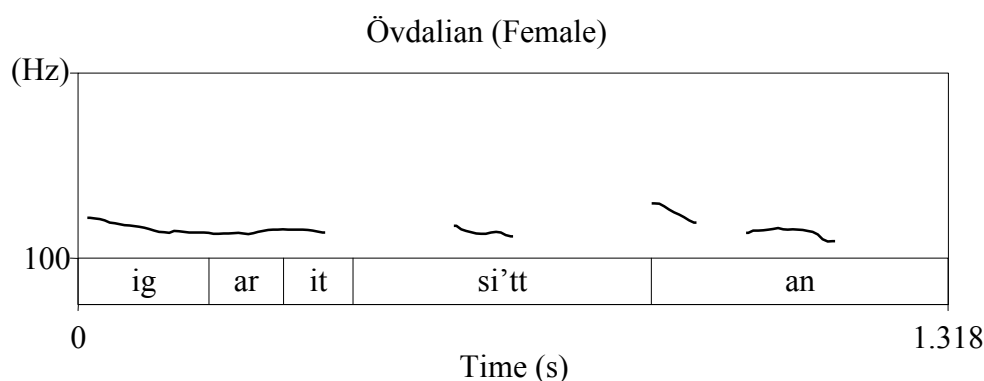 Övdalian (Female)
(Hz)
100
ig ar it si’tt an
0 1.318
Time (s)